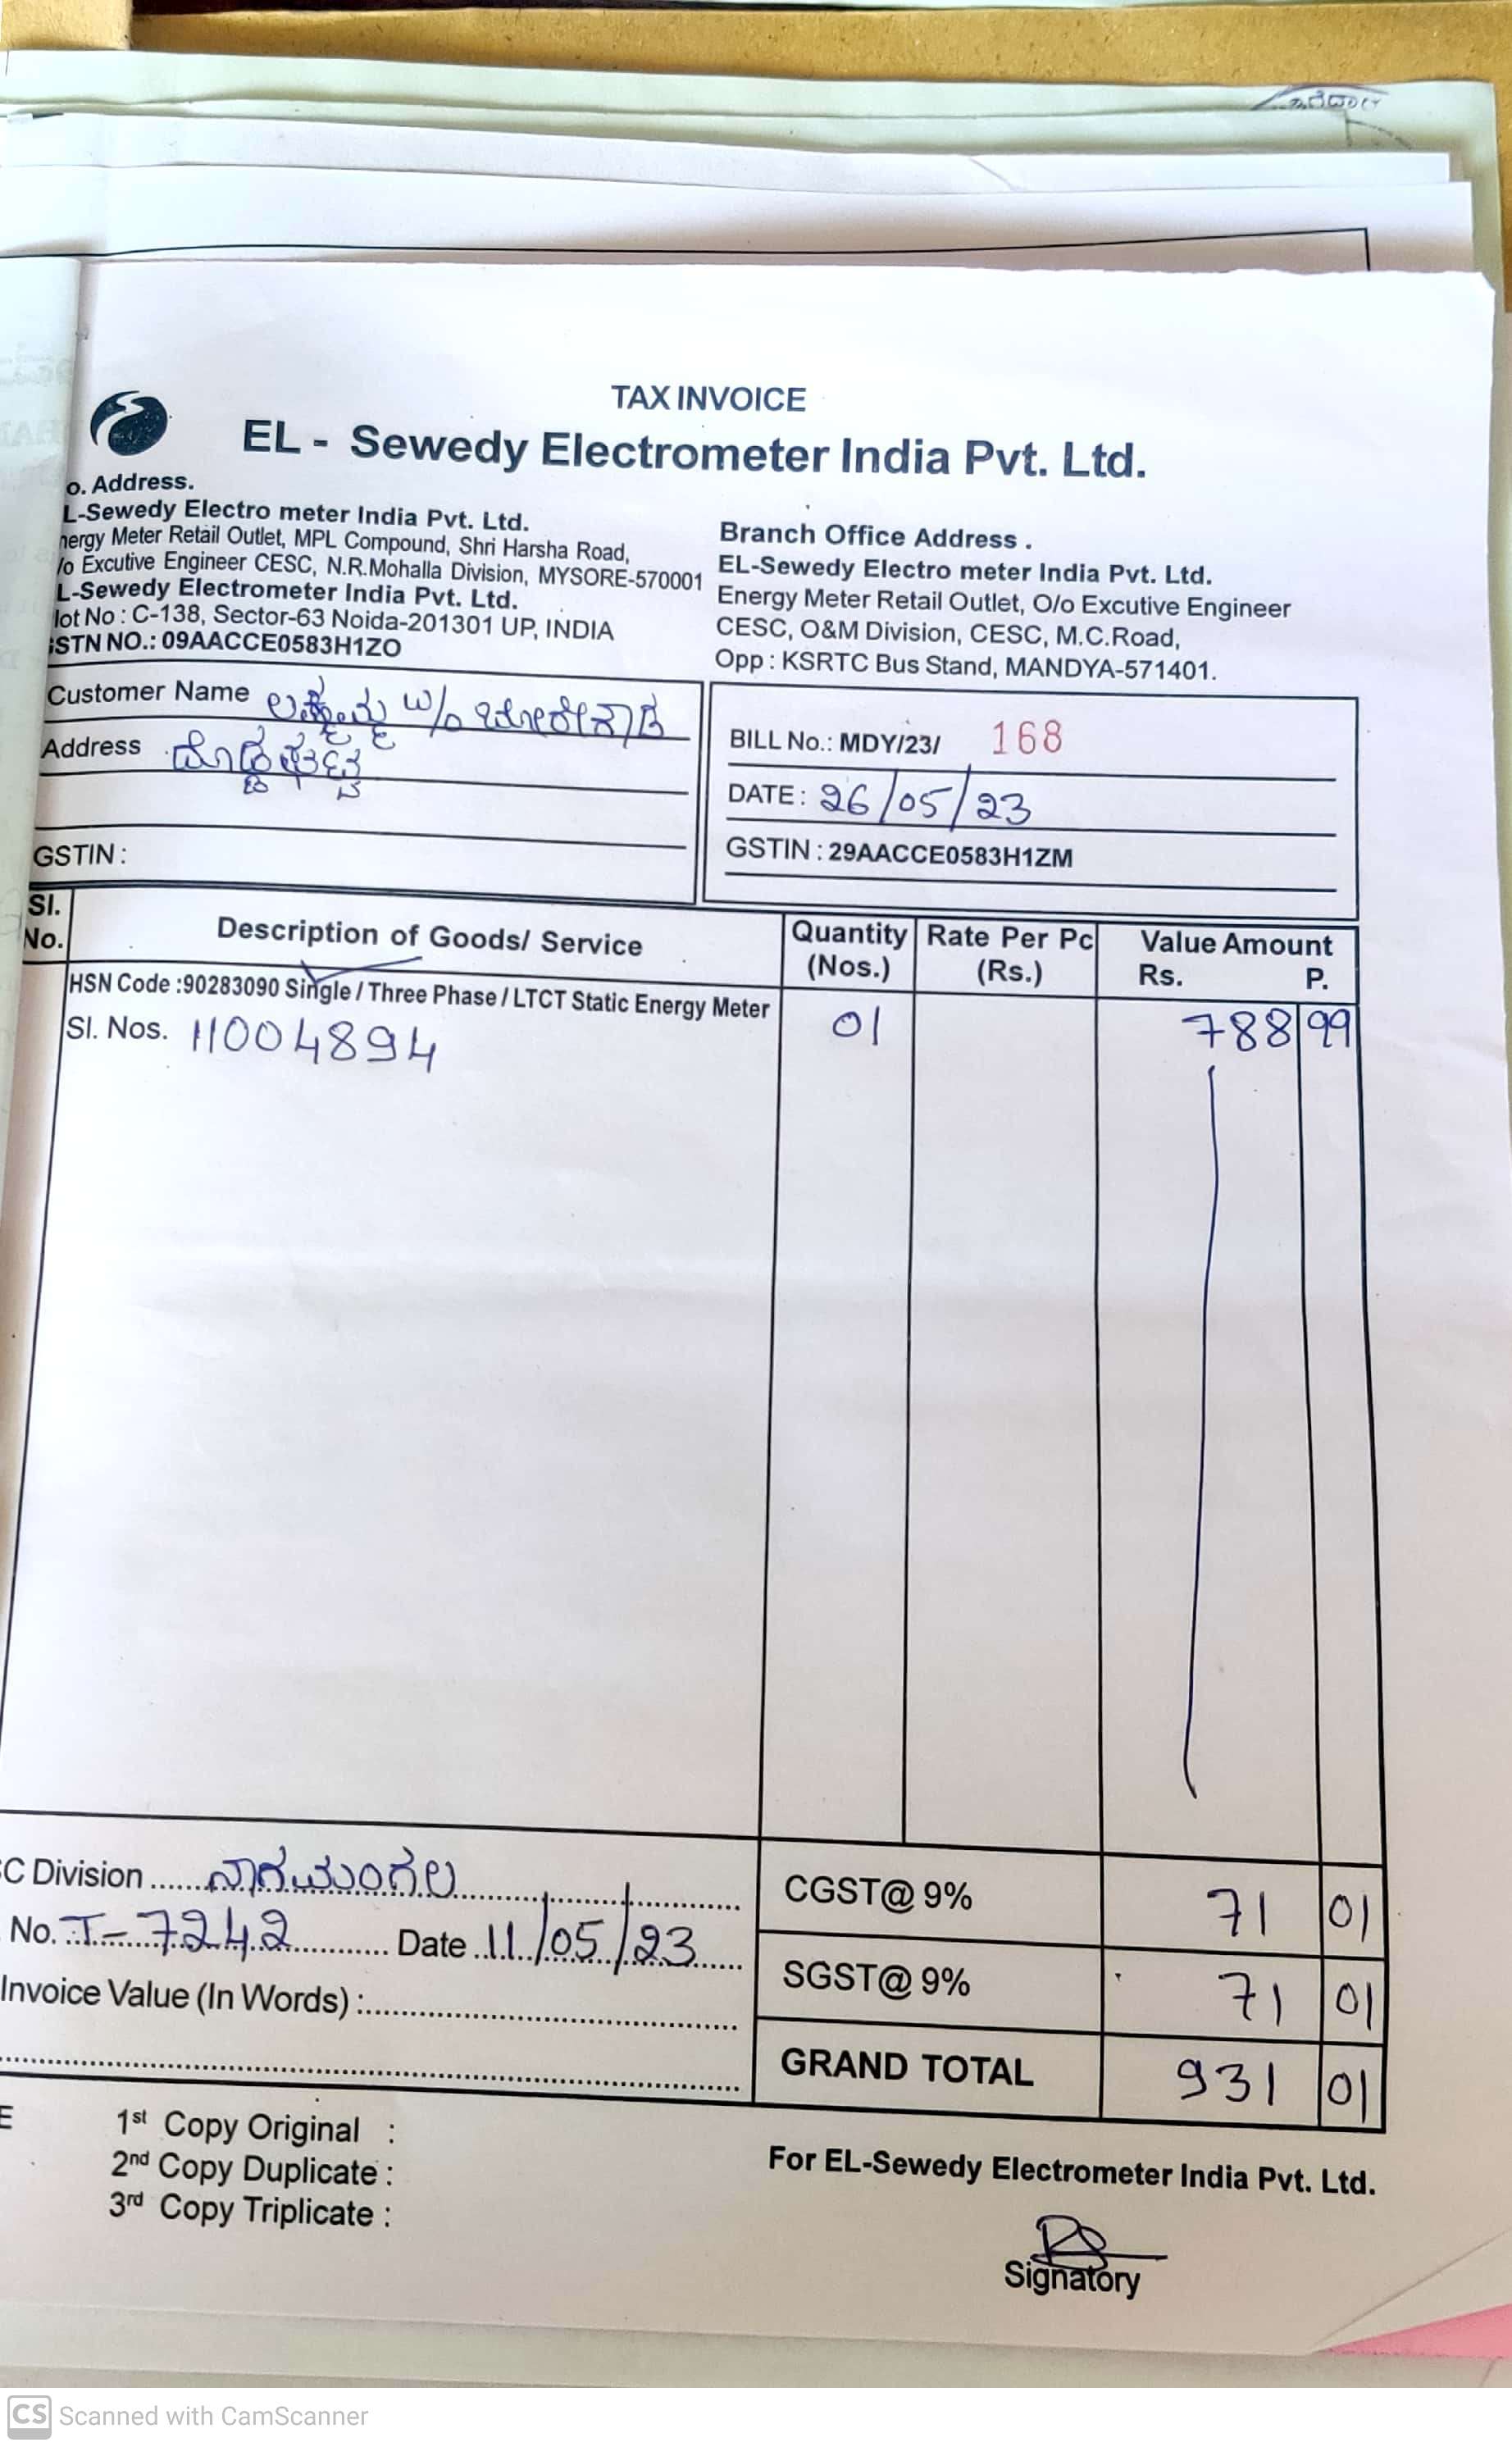 TAX INVOICE
EL - Sewedy Electrometer India Pvt. Ltd.
o. Address.
L-Sewedy Electro meter India Pvt. Ltd.
nergy Meter Retail Outlet, MPL Compound, Shri Harsha Road,
/o Excutive Engineer CESC, N.R.Mohalla Division, MYSORE-570001
L-Sewedy Electrometer India Pvt. Ltd.
lot No : C-138, Sector-63 Noida-201301 UP, INDIA
STN NO.: 09AACCE0583H1ZO
Branch Office Address .
EL-Sewedy Electro meter India Pvt. Ltd.
Energy Meter Retail Outlet, O/o Excutive Engineer
CESC, O&M Division, CESC, M.C.Road,
Opp : KSRTC Bus Stand, MANDYA-571401.
Customer Name ಲಕ್ಷ್ಮಮ್ಮ W/o ಬೋರೇಗೌಡ
Address
GSTIN :
BILL No.: MDY/23/ 168
DATE : 26/05/23
GSTIN : 29AACCE0583H1ZM
Sl. No. Description of Goods/ Service Quantity (Nos.) Rate Per Pc (Rs.) Value Amount Rs. P.
HSN Code :90283090 Single / Three Phase / LTCT Static Energy Meter
Sl. Nos. 11004894 01 788 99
C Division ...... ನಾಗಮಂಗಲ
No. T-7242 Date 11/05/23
Invoice Value (In Words) :
CGST@ 9% 71 01
SGST@ 9% 71 01
GRAND TOTAL 931 01
E 1st Copy Original :
2nd Copy Duplicate :
3rd Copy Triplicate :
For EL-Sewedy Electrometer India Pvt. Ltd.
Signatory
CS Scanned with CamScanner